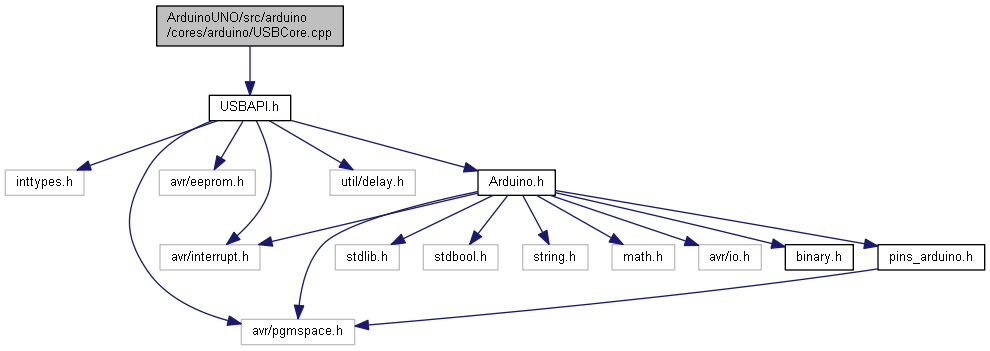 ArduinoUNO/src/arduino
/cores/arduino/USBCore.cpp
USBAPI.h
inttypes.h
avr/eeprom.h
util/delay.h
Arduino.h
avr/interrupt.h
stdlib.h
stdbool.h
string.h
math.h
avr/io.h
binary.h
pins_arduino.h
avr/pgmspace.h